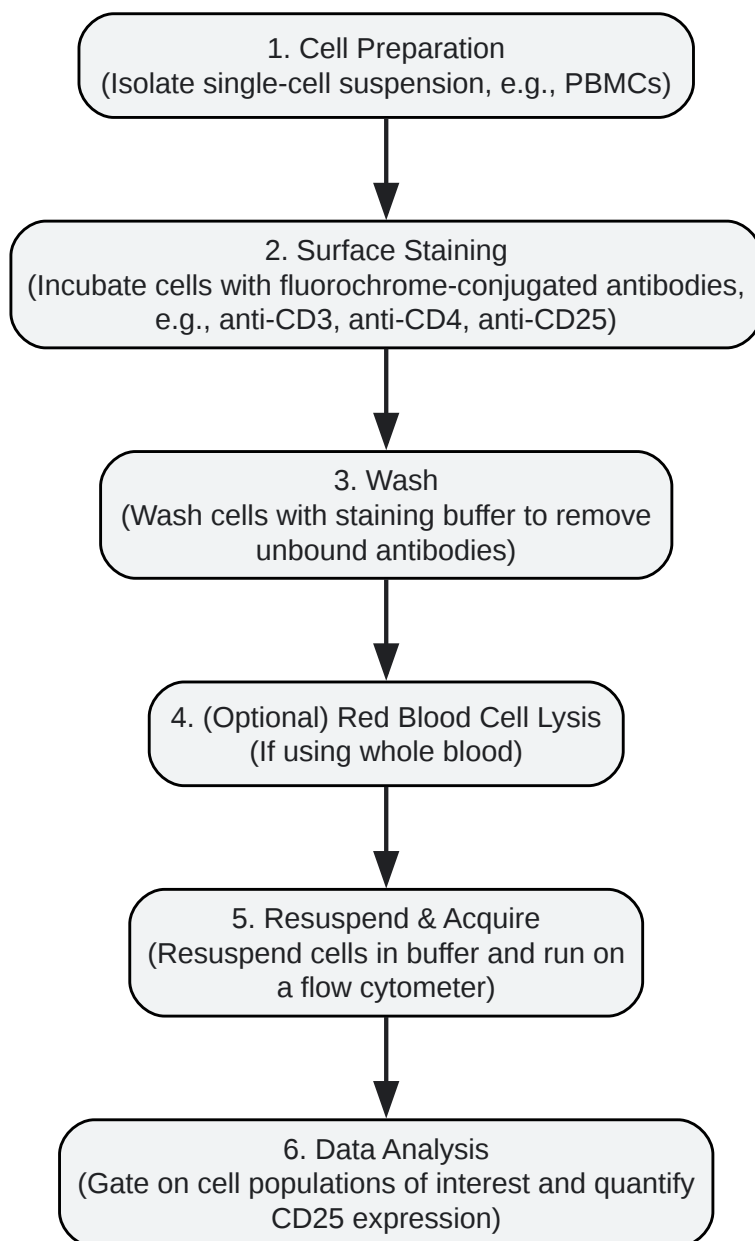 1. Cell Preparation
(Isolate single-cell suspension, e.g., PBMCs)
2. Surface Staining
(Incubate cells with fluorochrome-conjugated antibodies,
e.g., anti-CD3, anti-CD4, anti-CD25)
3. Wash
(Wash cells with staining buffer to remove
unbound antibodies)
4. (Optional) Red Blood Cell Lysis
(If using whole blood)
5. Resuspend & Acquire
(Resuspend cells in buffer and run on
a flow cytometer)
6. Data Analysis
(Gate on cell populations of interest and quantify
CD25 expression)